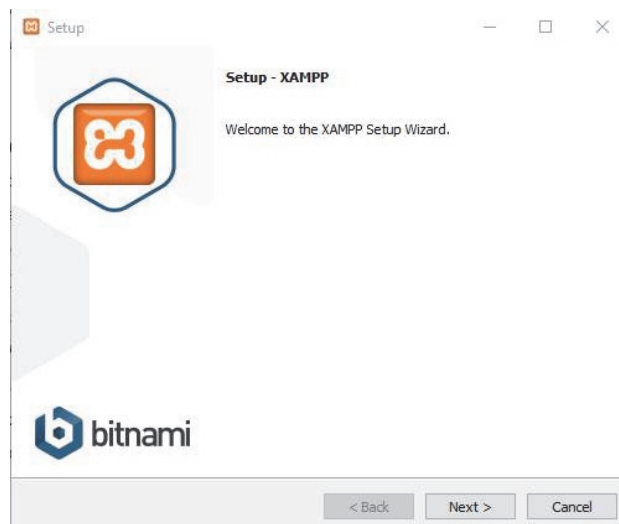 Setup
Setup - XAMPP
Welcome to the XAMPP Setup Wizard.
bitnami
< Back
Next >
Cancel